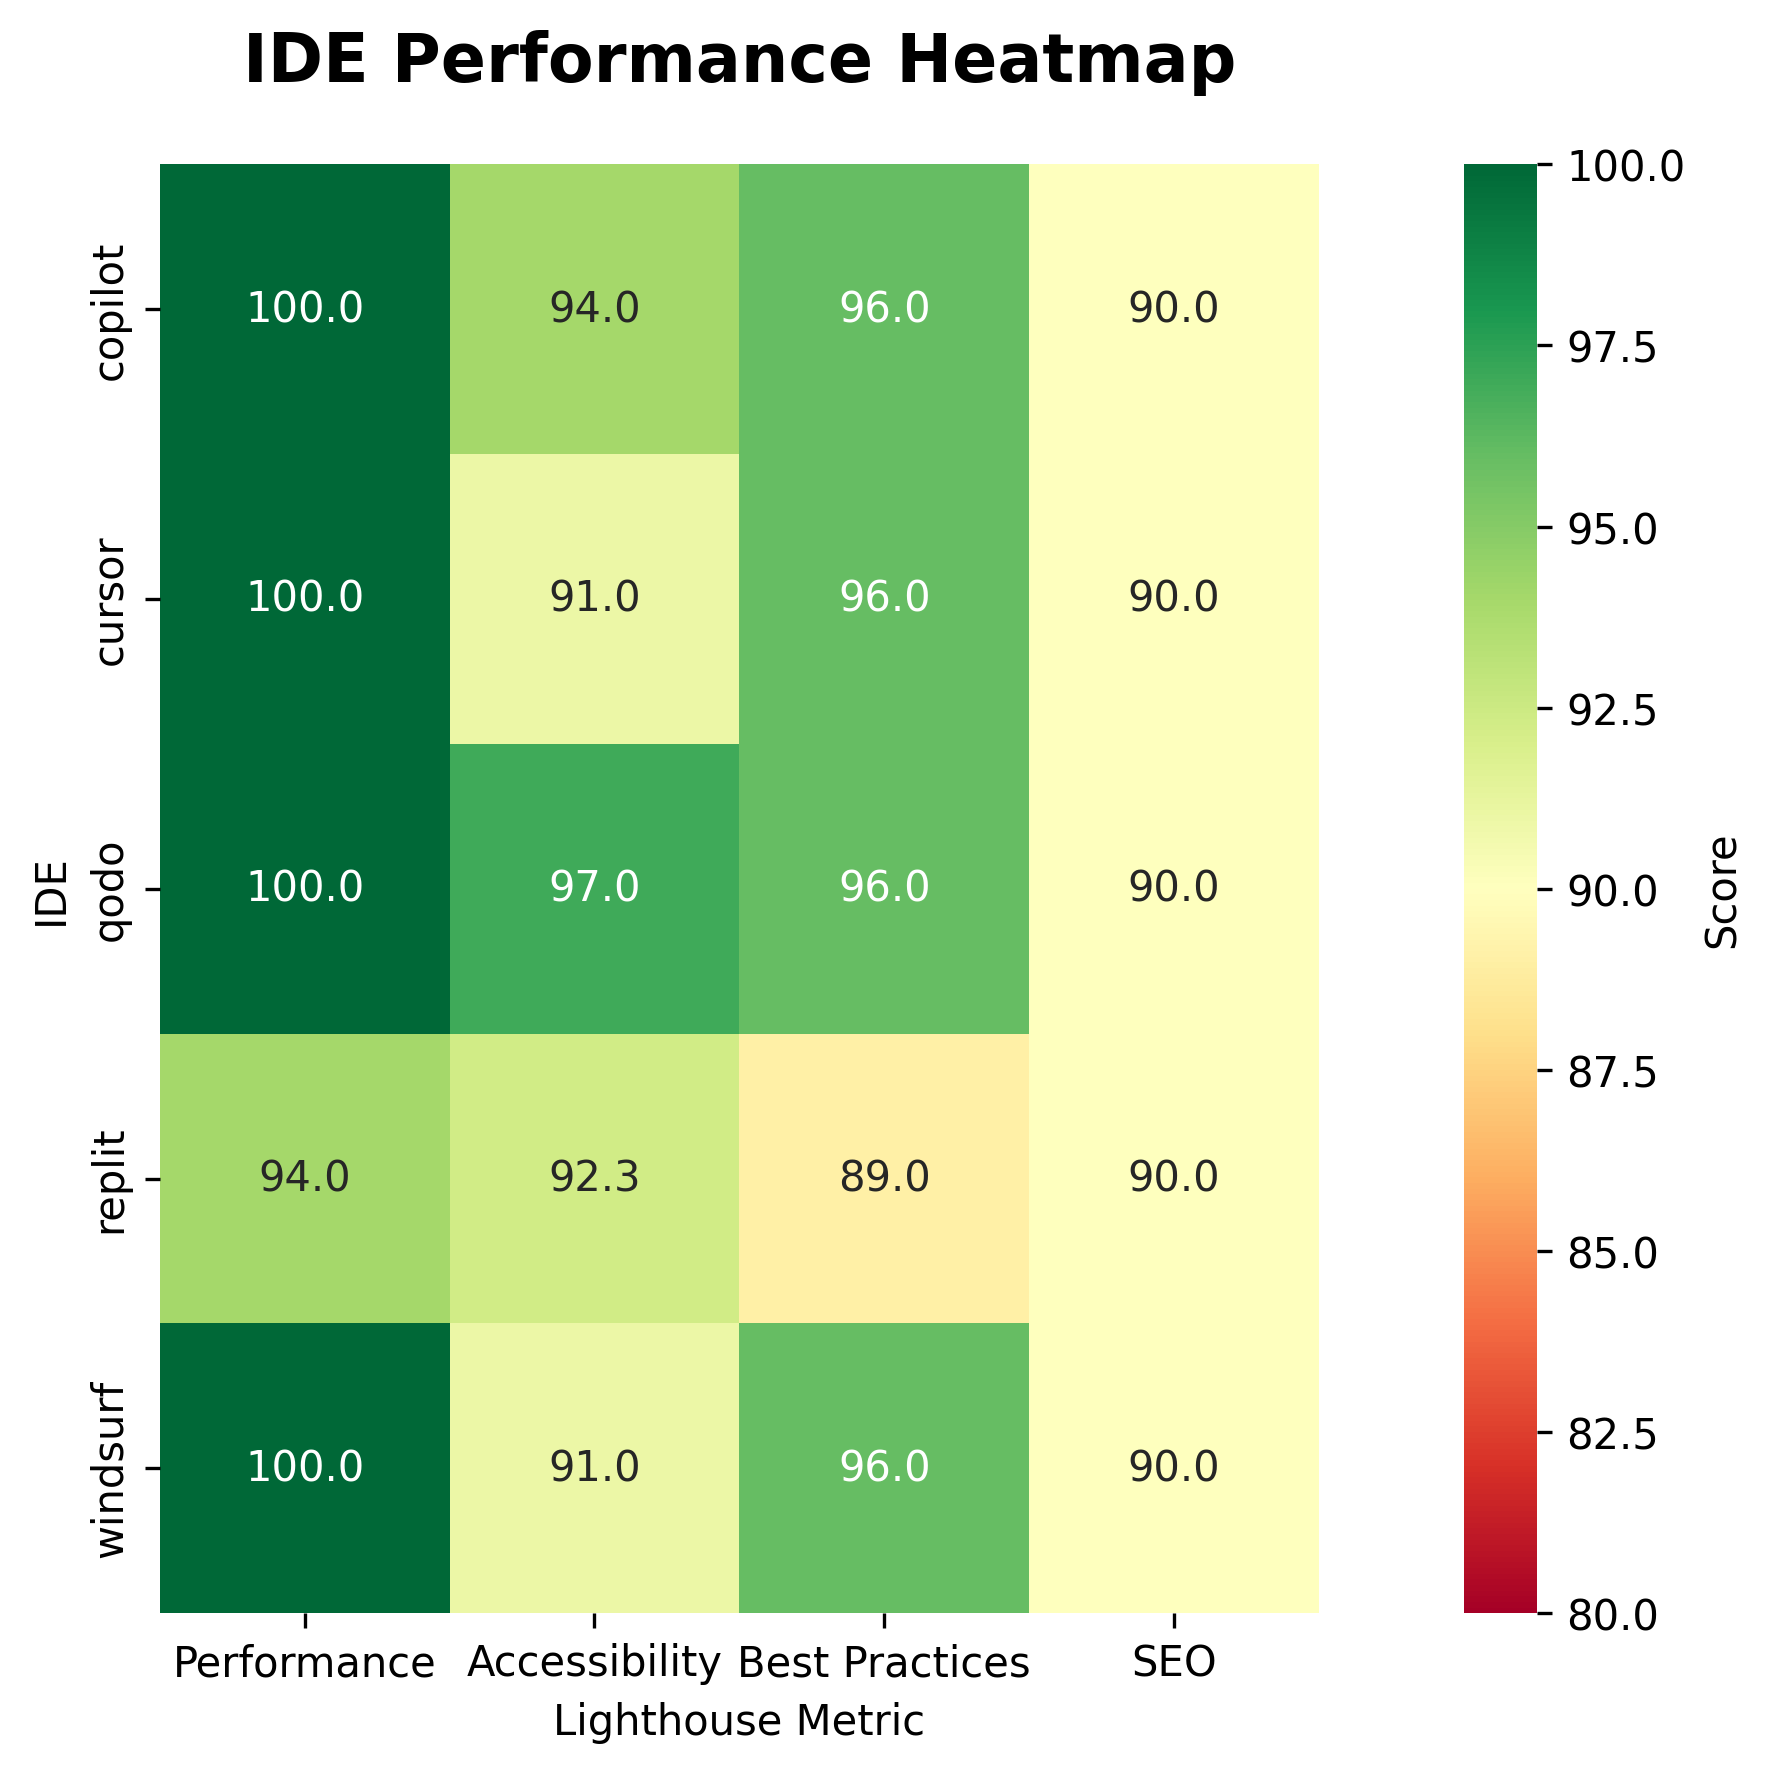 IDE Performance Heatmap
IDE
copilot 100.0 94.0 96.0 90.0
cursor 100.0 91.0 96.0 90.0
qodo 100.0 97.0 96.0 90.0
replit 94.0 92.3 89.0 90.0
windsurf 100.0 91.0 96.0 90.0
Performance Accessibility Best Practices SEO
Lighthouse Metric
100.0
97.5
95.0
92.5
90.0
87.5
85.0
82.5
80.0
Score